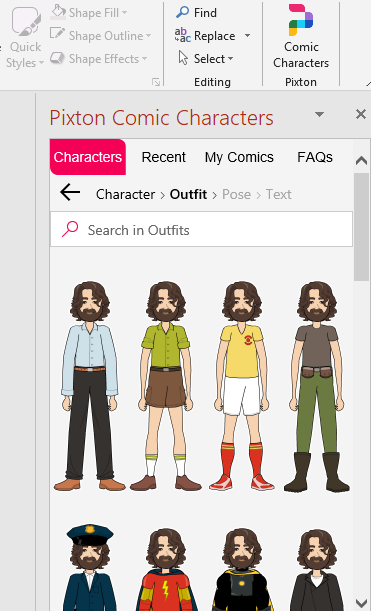 Quick
Styles
Shape Fill
Shape Outline
Shape Effects
Find
Replace
Select
Editing
Comic
Characters
Pixton
Pixton Comic Characters
Characters
Recent
My Comics
FAQs
Character > Outfit > Pose > Text
Search in Outfits